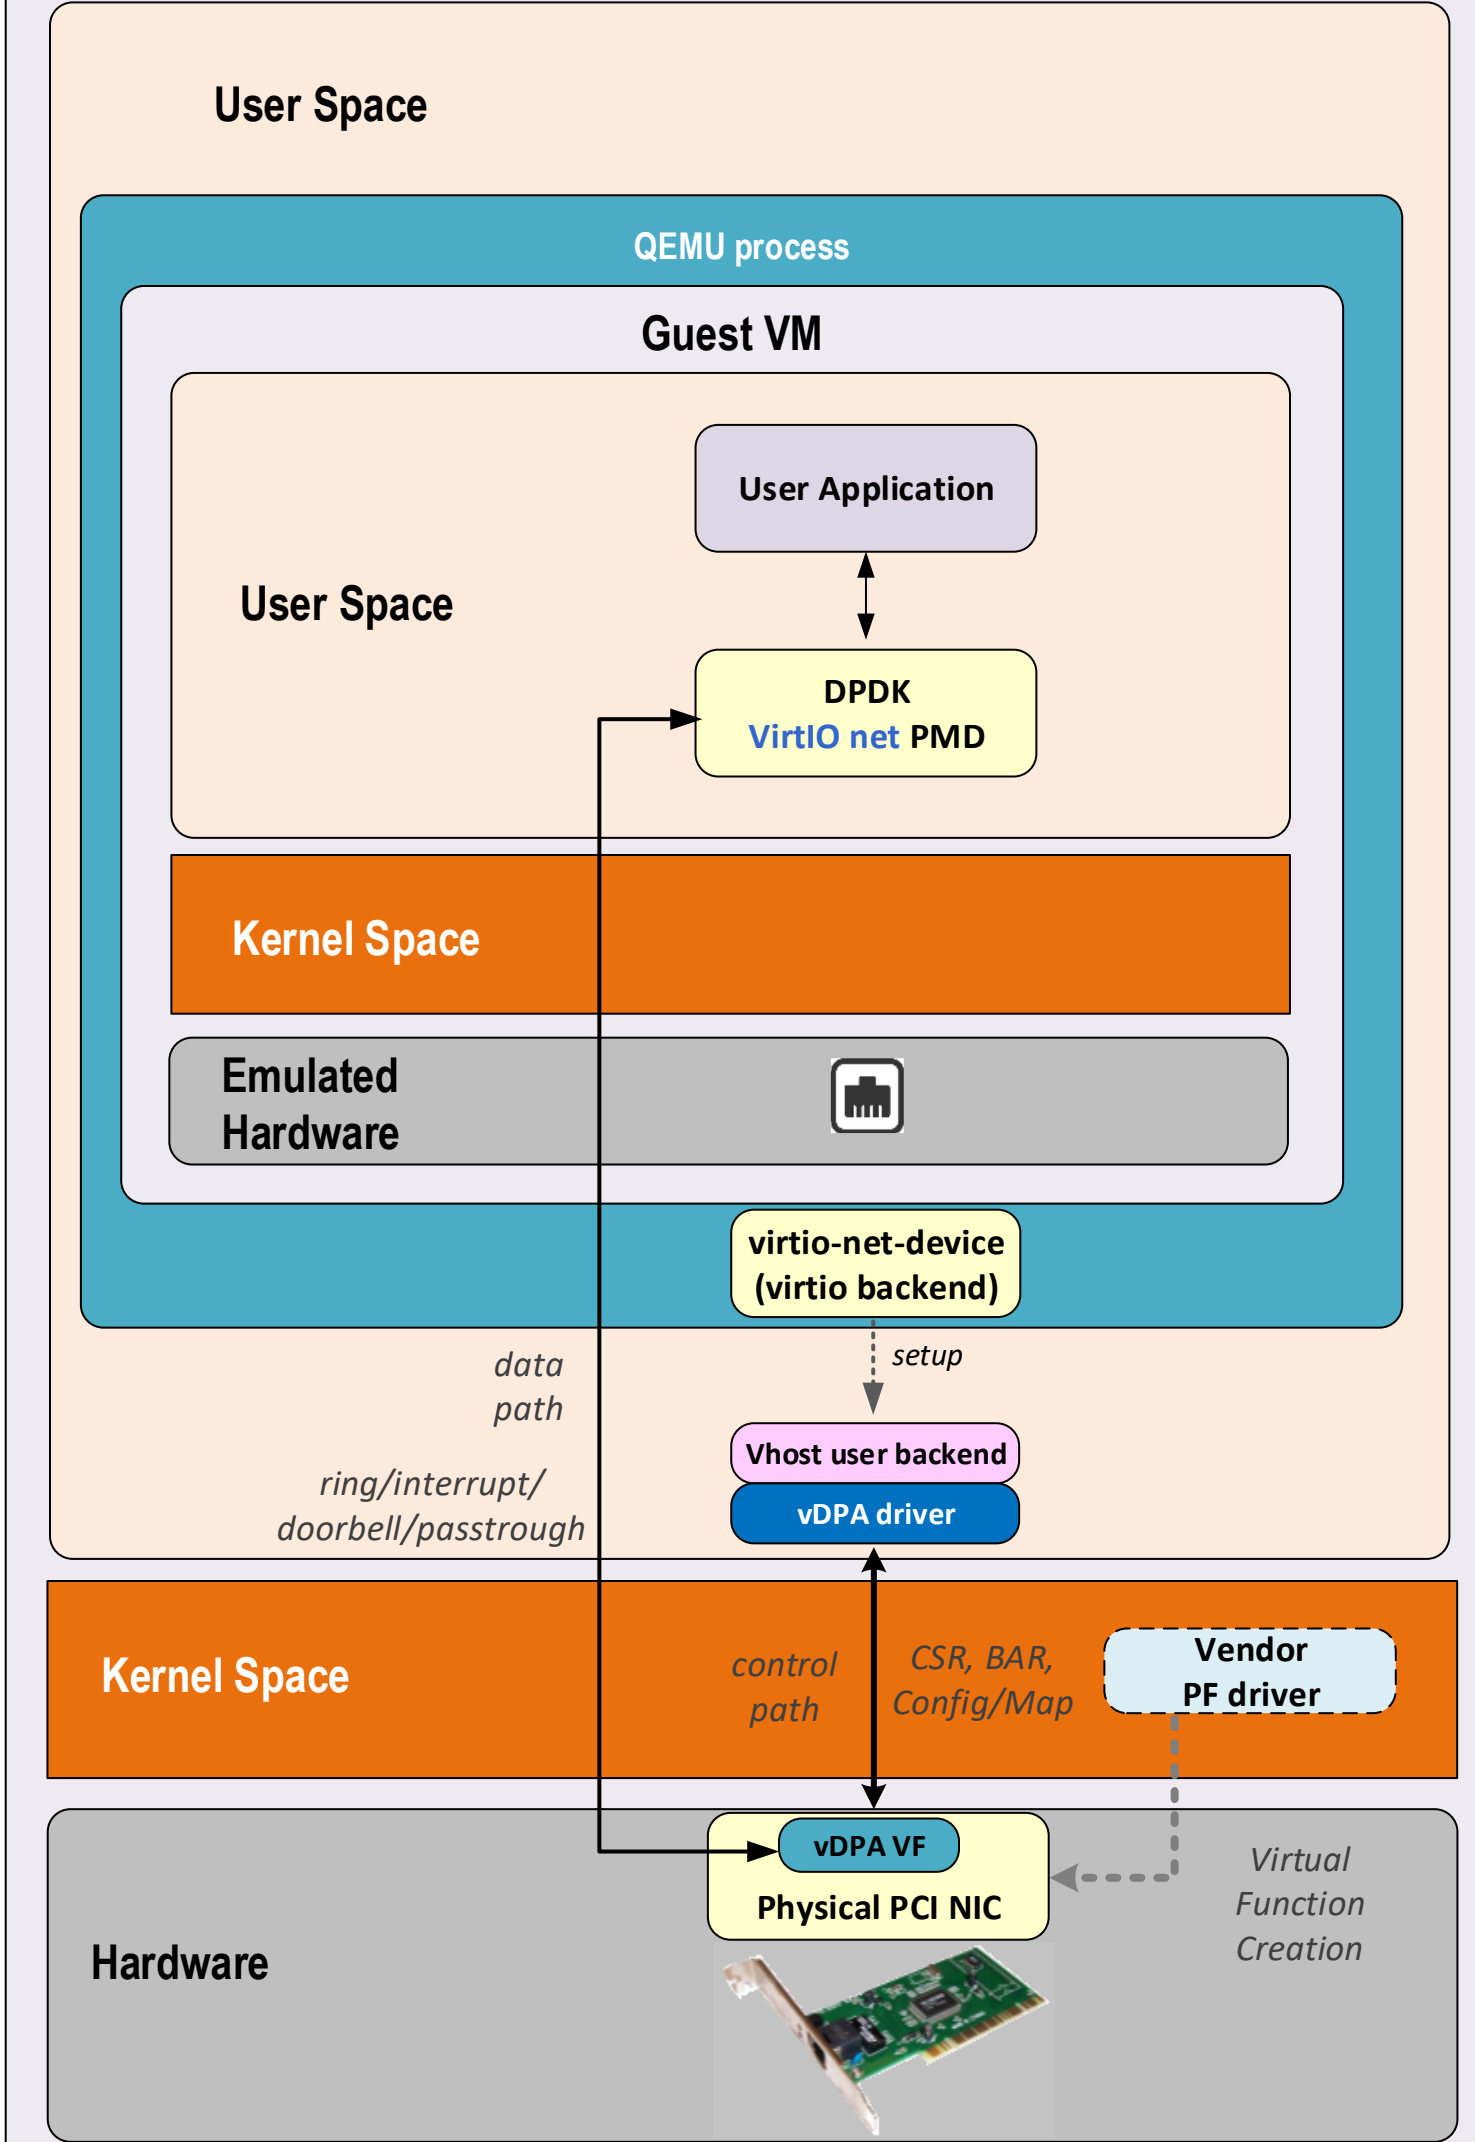 User Space
QEMU process
Guest VM
User Application
User Space
DPDK
VirtIO net PMD
Kernel Space
Emulated
Hardware
virtio-net-device
(virtio backend)
data
path
setup
Vhost user backend
ring/interrupt/
doorbell/passtrough
vDPA driver
Kernel Space
control
path
CSR, BAR,
Config/Map
Vendor
PF driver
vDPA VF
Physical PCI NIC
Virtual
Function
Creation
Hardware